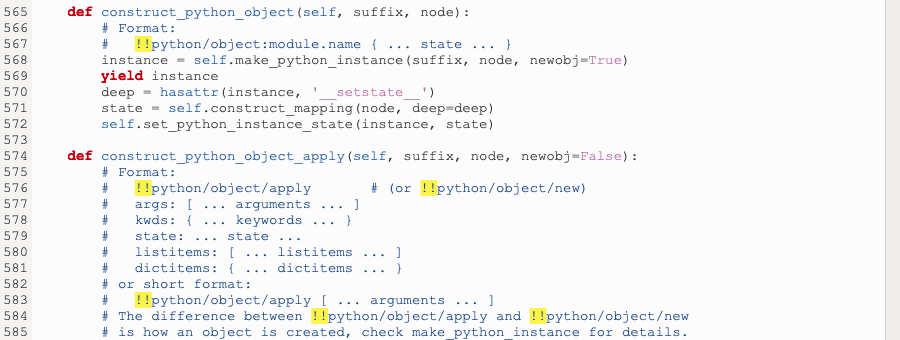 565 def construct_python_object(self, suffix, node):
566 # Format:
567 #   !!python/object:module.name { ... state ... }
568 instance = self.make_python_instance(suffix, node, newobj=True)
569 yield instance
570 deep = hasattr(instance, '__setstate__')
571 state = self.construct_mapping(node, deep=deep)
572 self.set_python_instance_state(instance, state)
573
574 def construct_python_object_apply(self, suffix, node, newobj=False):
575 # Format:
576 #   !!python/object/apply       # (or !!python/object/new)
577 #   args: [ ... arguments ... ]
578 #   kwds: { ... keywords ... }
579 #   state: ... state ...
580 #   listitems: [ ... listitems ... ]
581 #   dictitems: { ... dictitems ... }
582 # or short format:
583 #   !!python/object/apply [ ... arguments ... ]
584 # The difference between !!python/object/apply and !!python/object/new
585 # is how an object is created, check make_python_instance for details.